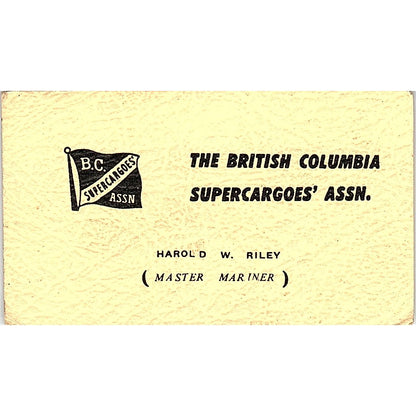 B.C.
SUPERCARGOES'
ASSN
THE BRITISH COLUMBIA
SUPERCARGOES' ASSN.
HAROLD W. RILEY
(MASTER MARINER)